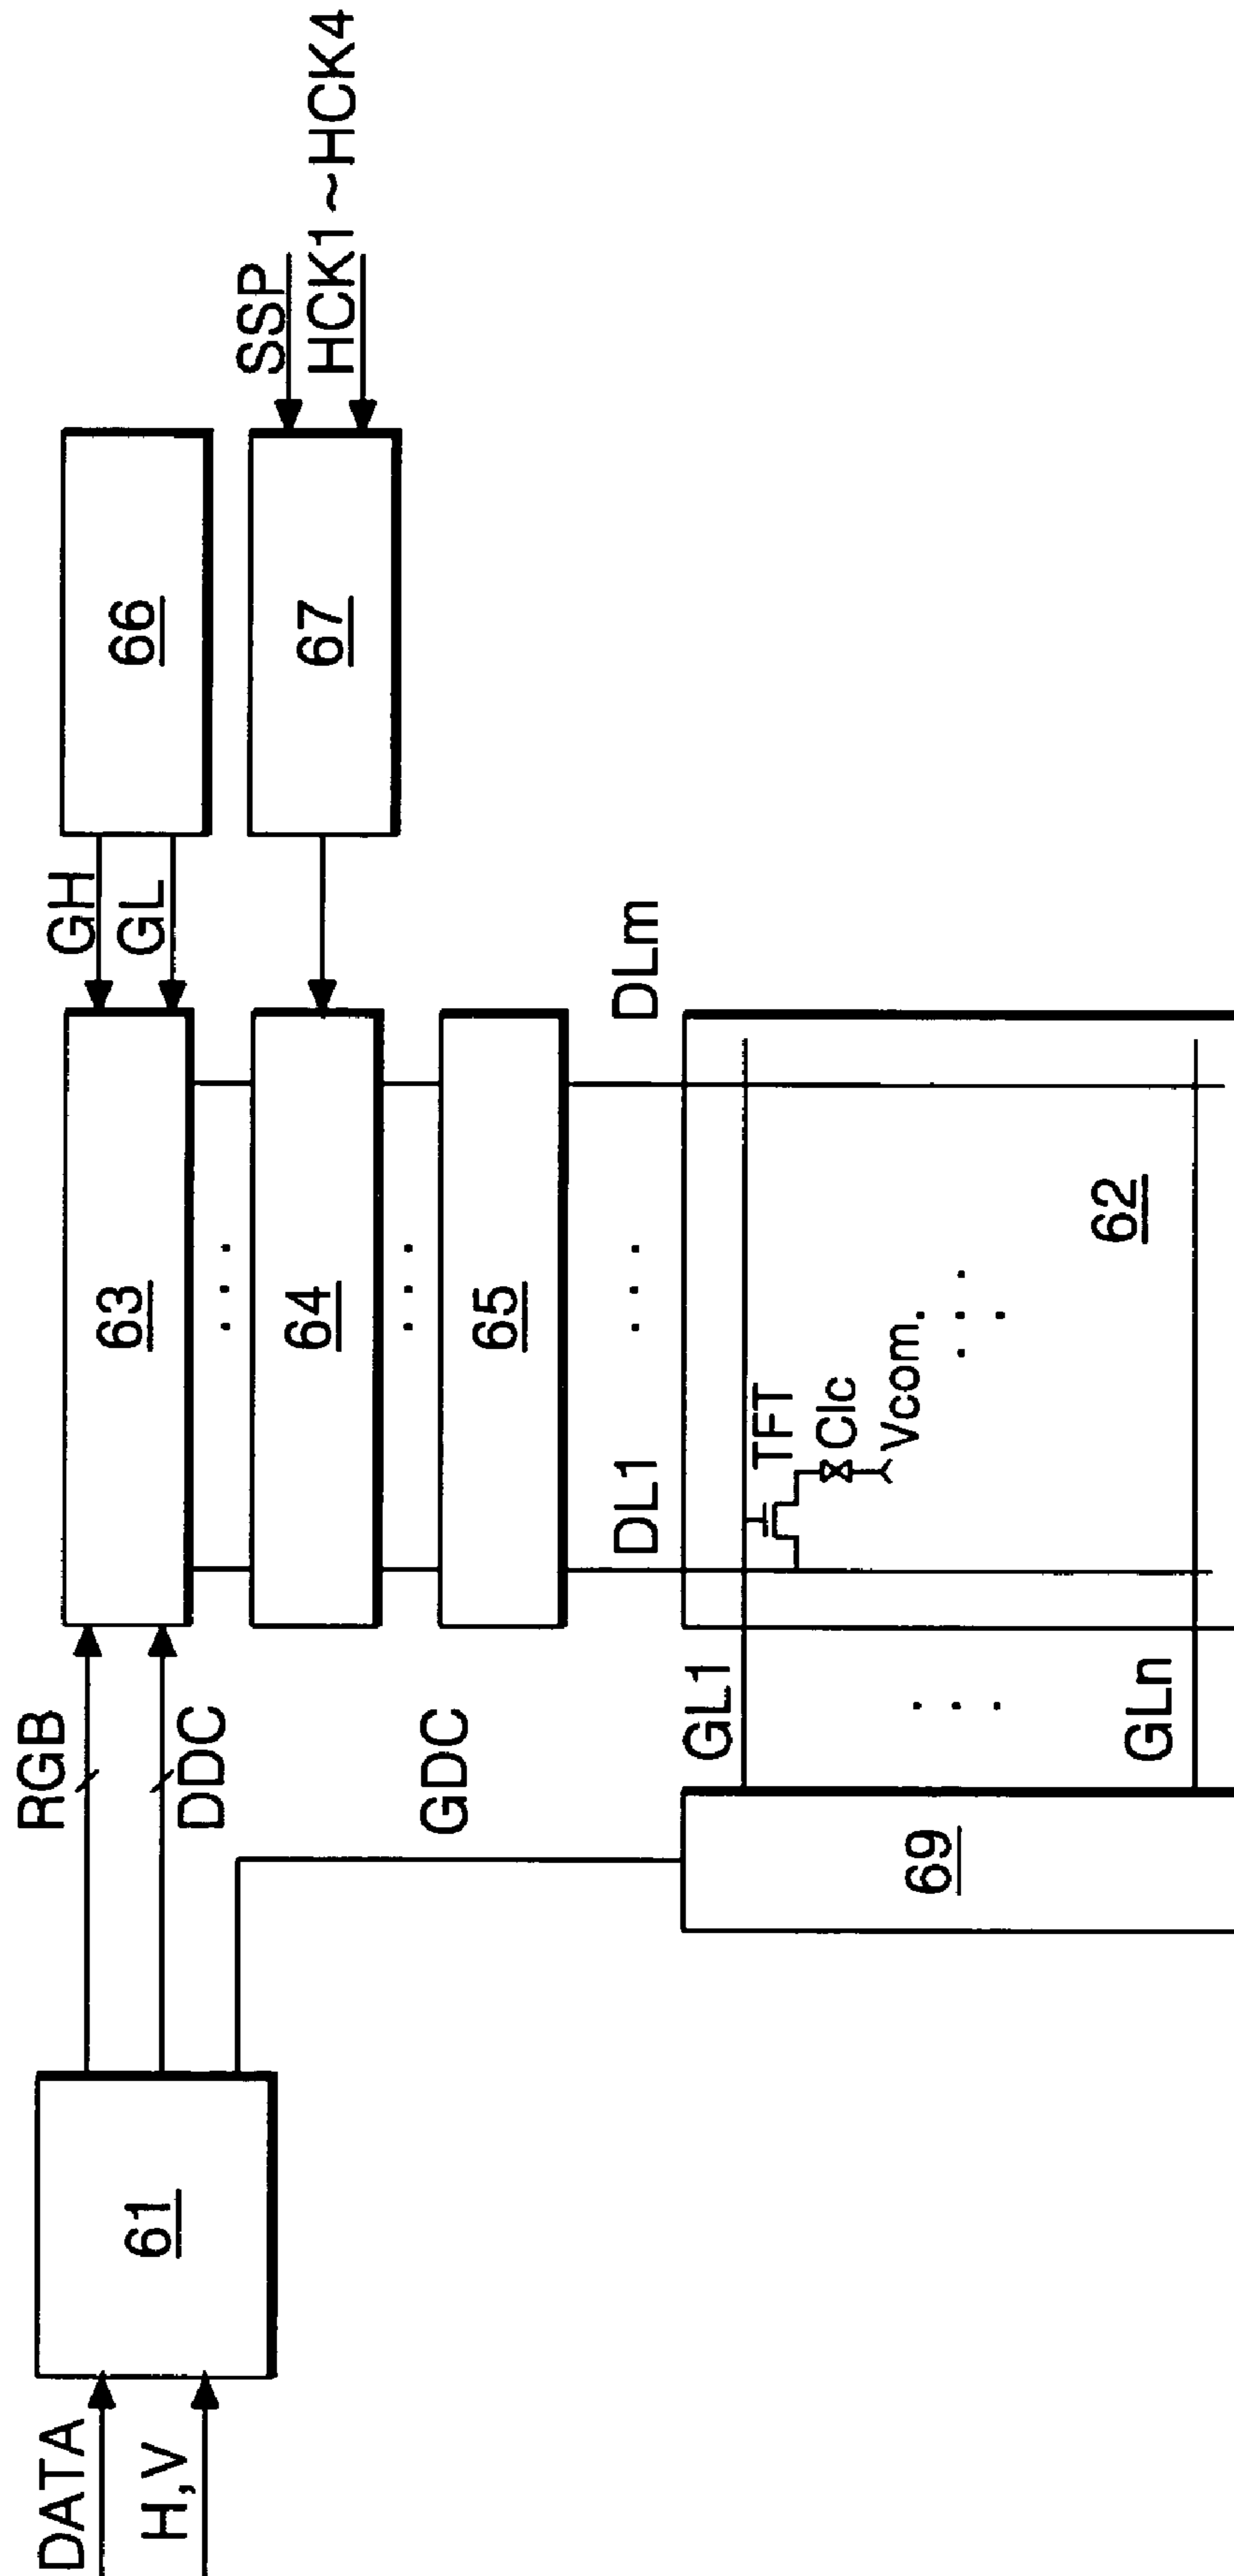 DATA
H,V
61
RGB
DDC
GDC
63
64
65
GH
GL
66
67
SSP
HCK1~HCK4
DL1
DLm
GL1
GLn
69
TFT
Clc
Vcom
62